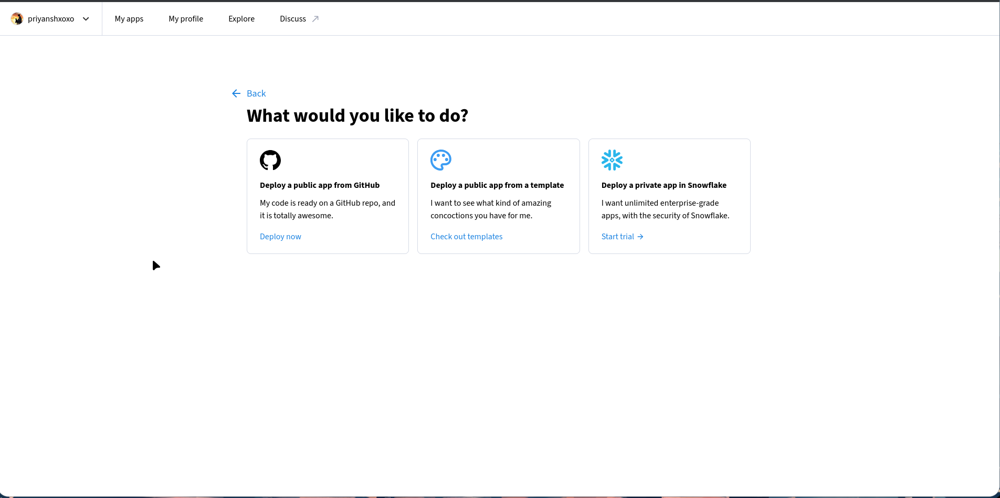 priyanshxoxo
My apps
My profile
Explore
Discuss
Back
What would you like to do?
Deploy a public app from GitHub
My code is ready on a GitHub repo, and
it is totally awesome.
Deploy now
Deploy a public app from a template
I want to see what kind of amazing
concoctions you have for me.
Check out templates
Deploy a private app in Snowflake
I want unlimited enterprise-grade
apps, with the security of Snowflake.
Start trial →